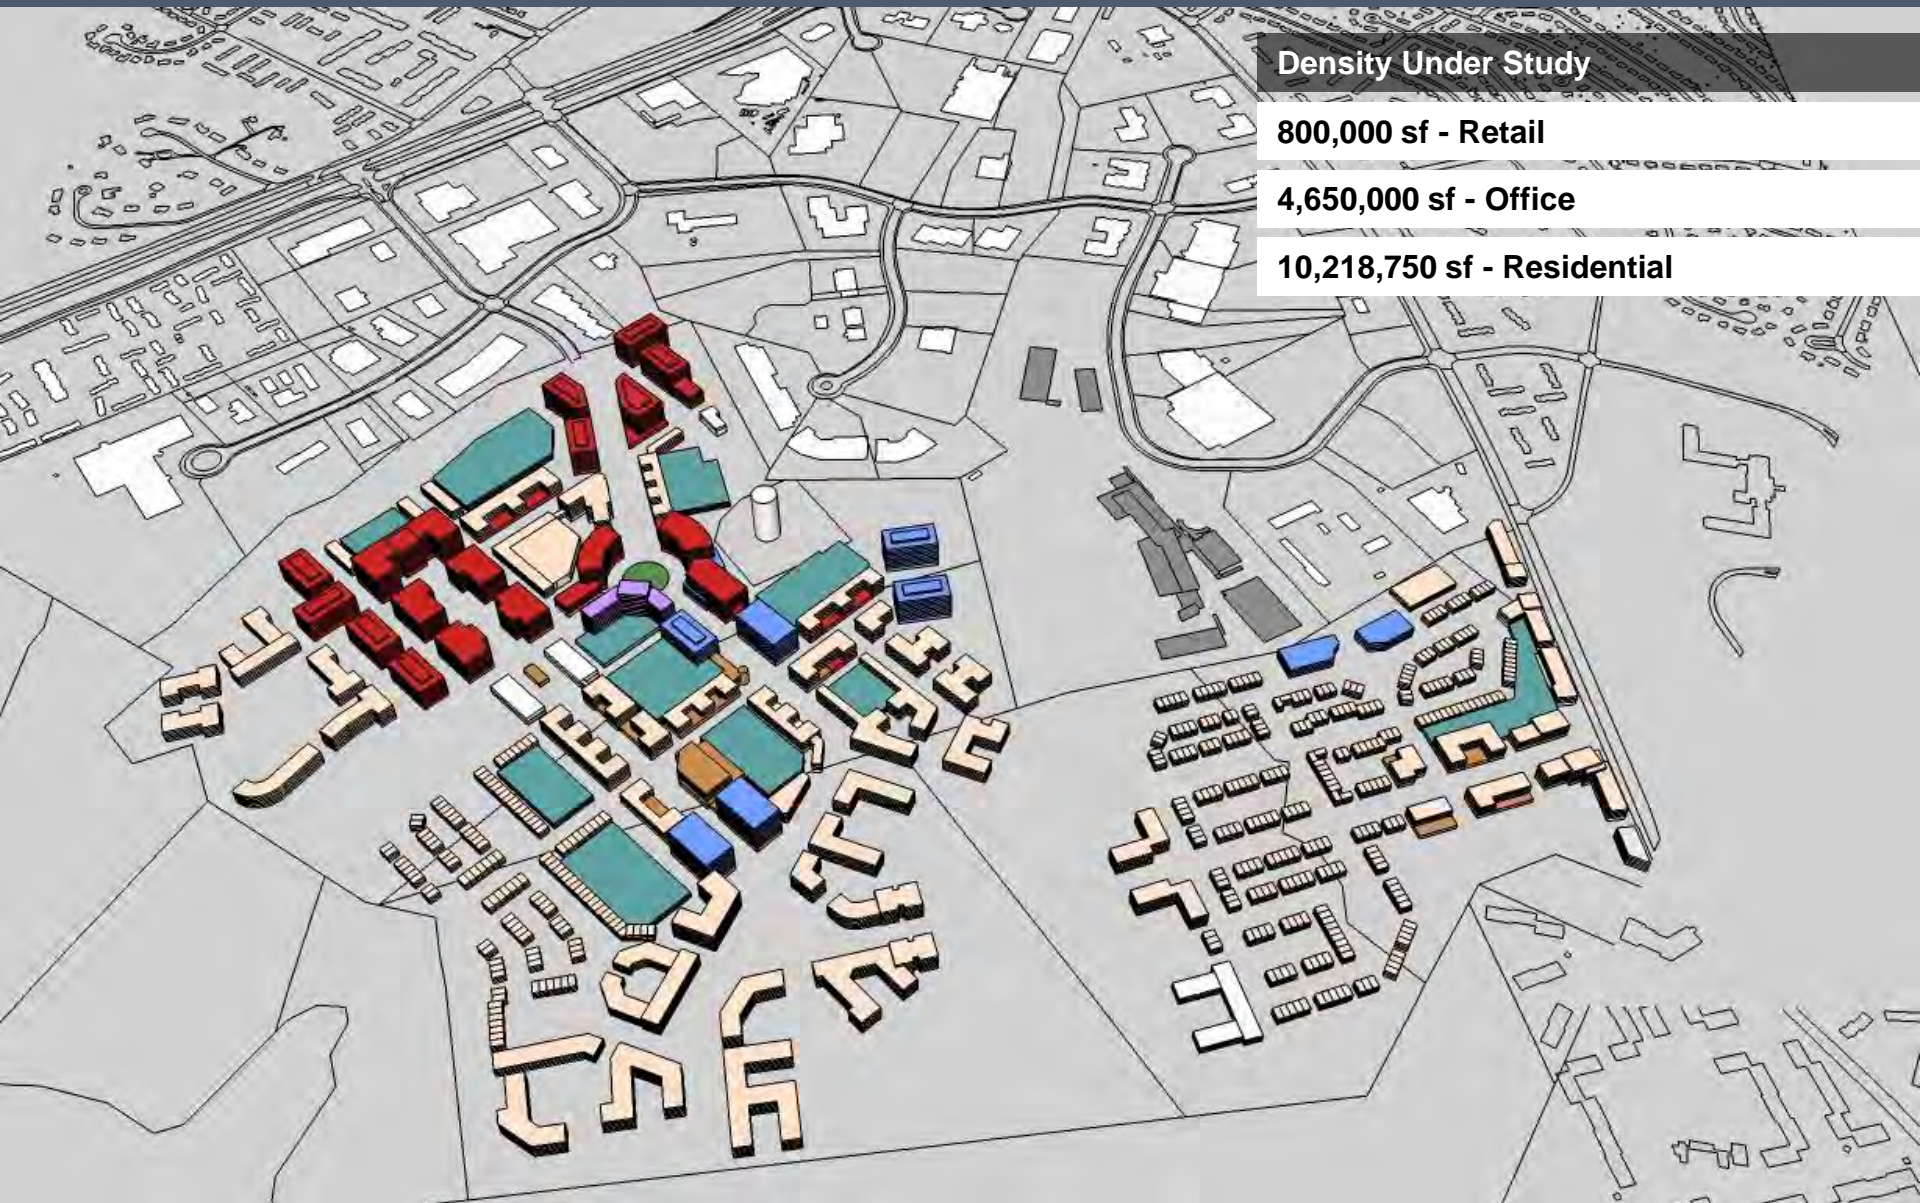 Density Under Study
800,000 sf - Retail
4,650,000 sf - Office
10,218,750 sf - Residential